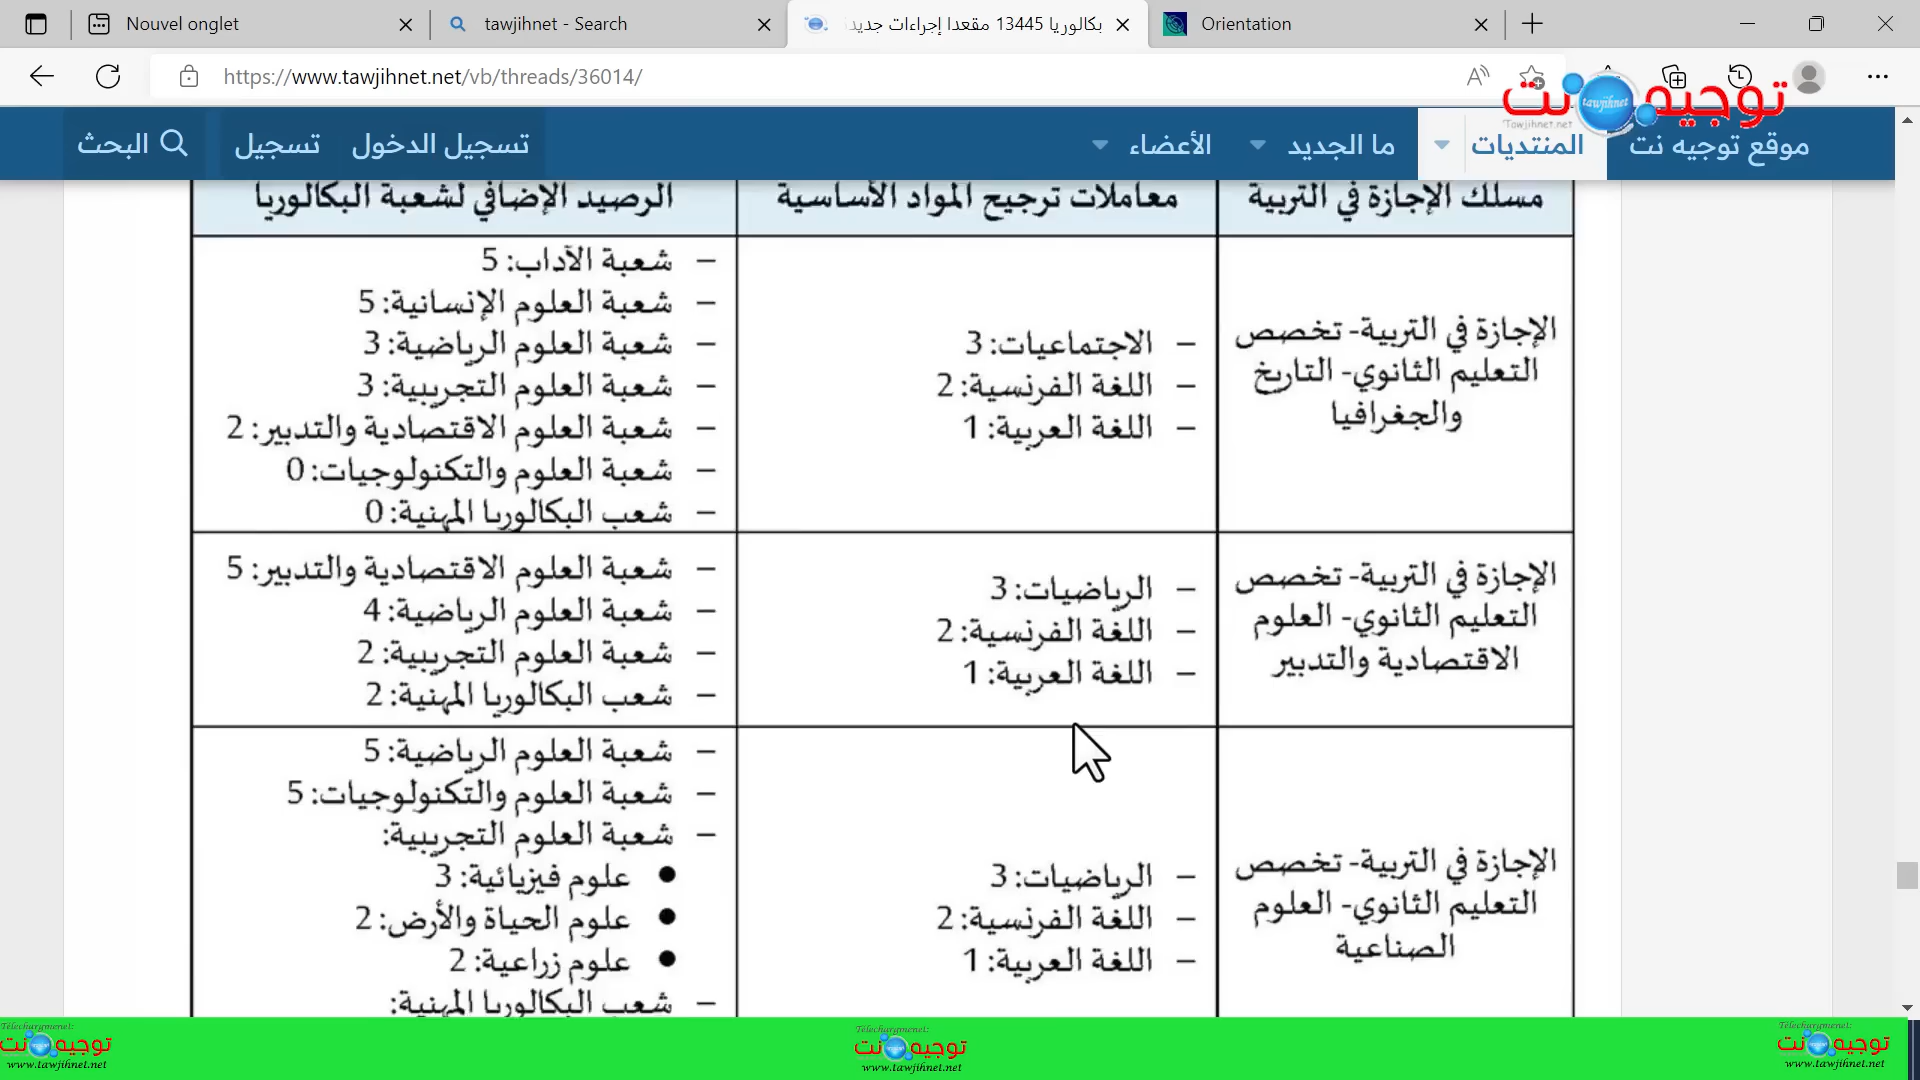 Nouvel onglet
tawjihnet - Search
بكالوريا 13445 مقعدا إجراءات جديد
Orientation
https://www.tawjihnet.net/vb/threads/36014/
توجيه نت
tawjihnet
Tawjihnet.net
موقع توجيه نت
المنتديات
ما الجديد
الأعضاء
تسجيل الدخول
تسجيل
البحث
مسلك الإجازة في التربية
معاملات ترجيح المواد الأساسية
الرصيد الإضافي لشعبة البكالوريا
الإجازة في التربية- تخصص
التعليم الثانوي- التاريخ
والجغرافيا
– الاجتماعيات: 3
– اللغة الفرنسية: 2
– اللغة العربية: 1
– شعبة الآداب: 5
– شعبة العلوم الإنسانية: 5
– شعبة العلوم الرياضية: 3
– شعبة العلوم التجريبية: 3
– شعبة العلوم الاقتصادية والتدبير: 2
– شعبة العلوم والتكنولوجيات: 0
– شعب البكالوريا المهنية: 0
الإجازة في التربية- تخصص
التعليم الثانوي- العلوم
الاقتصادية والتدبير
– الرياضيات: 3
– اللغة الفرنسية: 2
– اللغة العربية: 1
– شعبة العلوم الاقتصادية والتدبير: 5
– شعبة العلوم الرياضية: 4
– شعبة العلوم التجريبية: 2
– شعب البكالوريا المهنية: 2
الإجازة في التربية- تخصص
التعليم الثانوي- العلوم
الصناعية
– الرياضيات: 3
– اللغة الفرنسية: 2
– اللغة العربية: 1
– شعبة العلوم الرياضية: 5
– شعبة العلوم والتكنولوجيات: 5
– شعبة العلوم التجريبية:
● علوم فيزيائية: 3
● علوم الحياة والأرض: 2
● علوم زراعية: 2
– شعب البكالوريا المهنية:
Télechargmenet:
توجيه نت
www.tawjihnet.net
Télechargmenet:
توجيه نت
www.tawjihnet.net
Télechargmenet:
توجيه نت
www.tawjihnet.net